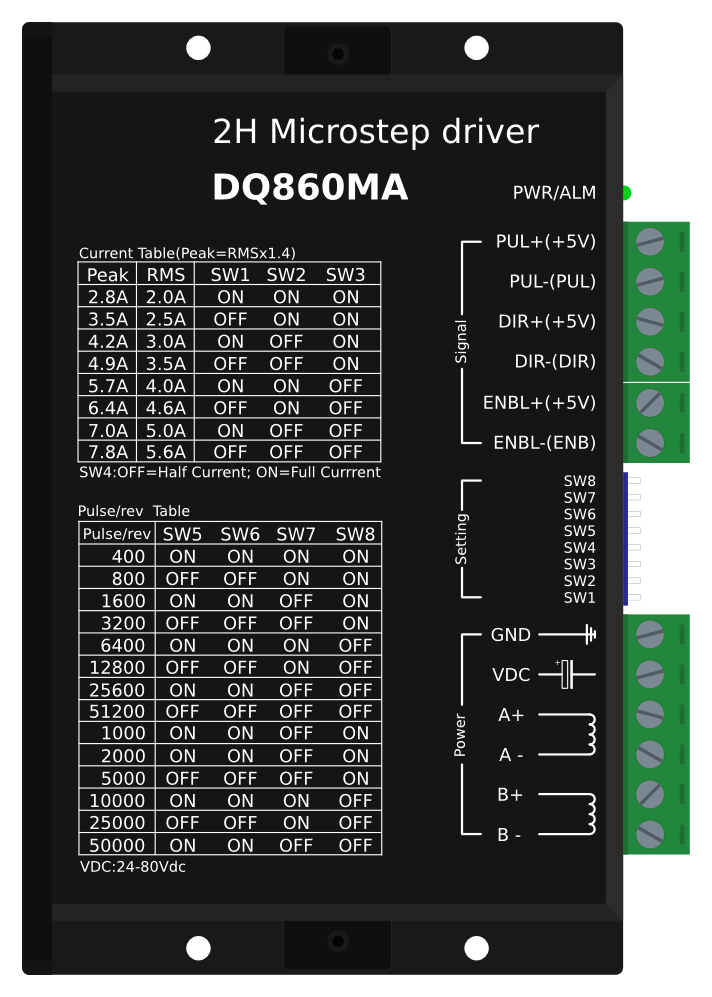 2H Microstep driver
DQ860MA
PWR/ALM
Current Table(Peak=RMSx1.4)
Peak RMS SW1 SW2 SW3
2.8A 2.0A ON ON ON
3.5A 2.5A OFF ON ON
4.2A 3.0A ON OFF ON
4.9A 3.5A OFF OFF ON
5.7A 4.0A ON ON OFF
6.4A 4.6A OFF ON OFF
7.0A 5.0A ON OFF OFF
7.8A 5.6A OFF OFF OFF
SW4:OFF=Half Current; ON=Full Currrent
Pulse/rev Table
Pulse/rev SW5 SW6 SW7 SW8
400 ON ON ON ON
800 OFF OFF ON ON
1600 ON ON OFF ON
3200 OFF OFF OFF ON
6400 ON ON ON OFF
12800 OFF OFF ON OFF
25600 ON ON OFF OFF
51200 OFF OFF OFF OFF
1000 ON ON OFF ON
2000 ON ON OFF ON
5000 OFF OFF OFF ON
10000 ON ON ON OFF
25000 OFF OFF ON OFF
50000 ON ON OFF OFF
VDC:24-80Vdc
Signal
PUL+(+5V)
PUL-(PUL)
DIR+(+5V)
DIR-(DIR)
ENBL+(+5V)
ENBL-(ENB)
Setting
SW8
SW7
SW6
SW5
SW4
SW3
SW2
SW1
Power
GND
VDC
+
A+
A -
B+
B -